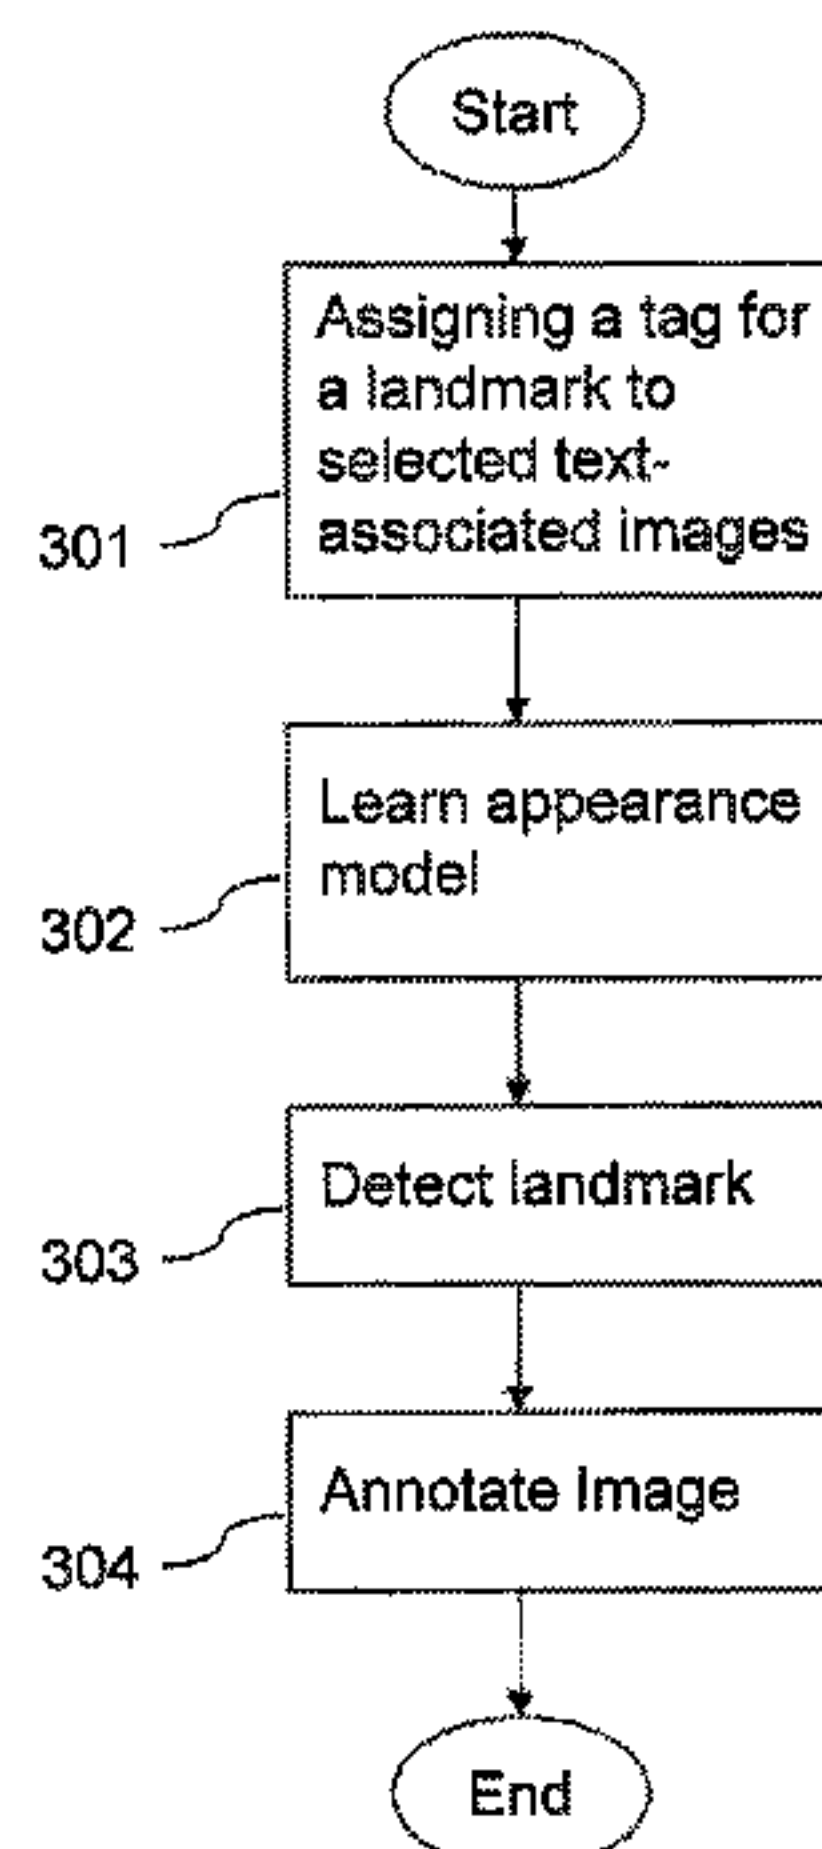 Start
Assigning a tag for
a landmark to
selected text-
associated images
301
Learn appearance
model
302
Detect landmark
303
Annotate Image
304
End